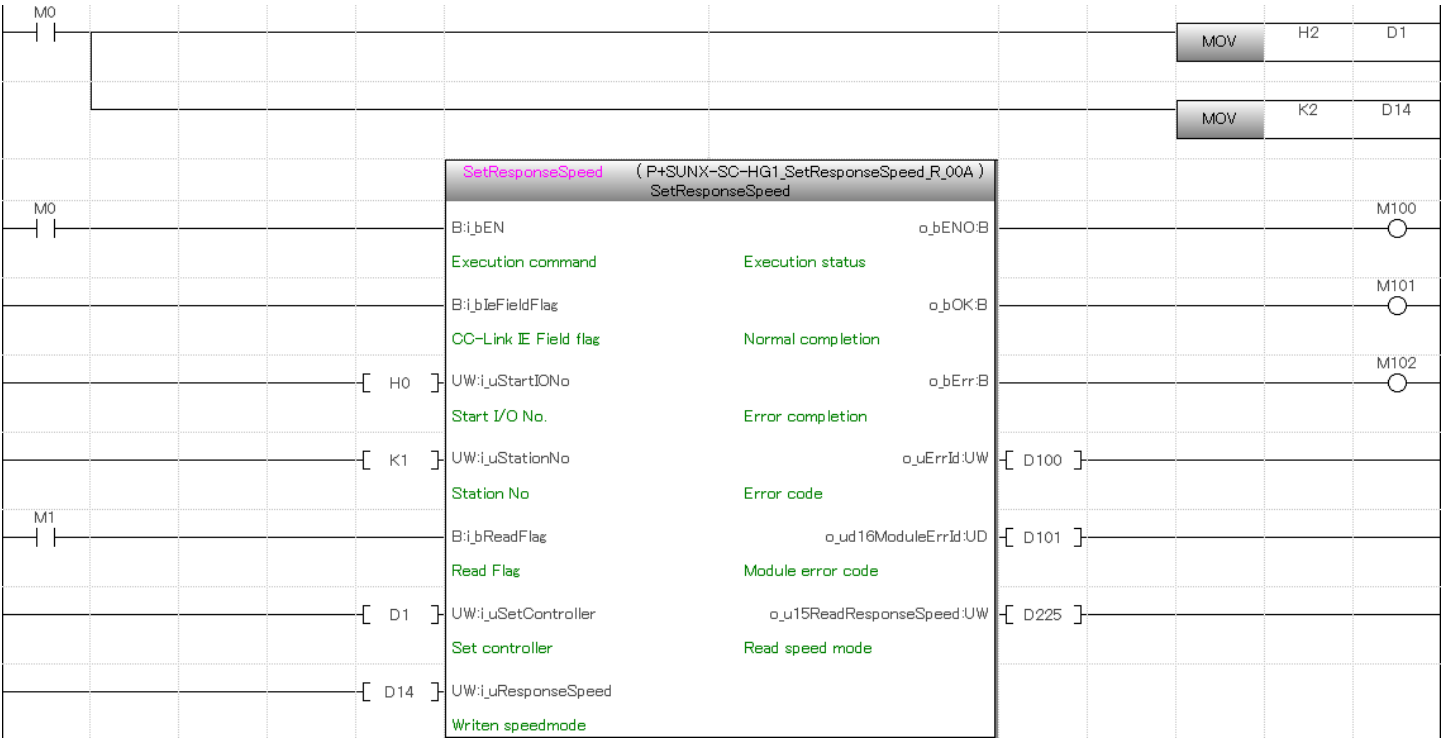 M0
MOV H2 D1
MOV K2 D14
SetResponseSpeed (P+SUNX-SC-HG1_SetResponseSpeed_R_00A)
SetResponseSpeed
M0 B:i_bEN o_bENO:B M100
Execution command Execution status
B:i_bIeFieldFlag o_bOK:B M101
CC-Link IE Field flag Normal completion
H0 UW:i_uStartIONo o_bErr:B M102
Start I/O No. Error completion
K1 UW:i_uStationNo o_uErrId:UW D100
Station No Error code
M1 B:i_bReadFlag o_ud16ModuleErrId:UD D101
Read Flag Module error code
D1 UW:i_uSetController o_u15ReadResponseSpeed:UW D225
Set controller Read speed mode
D14 UW:i_uResponseSpeed
Writen speedmode